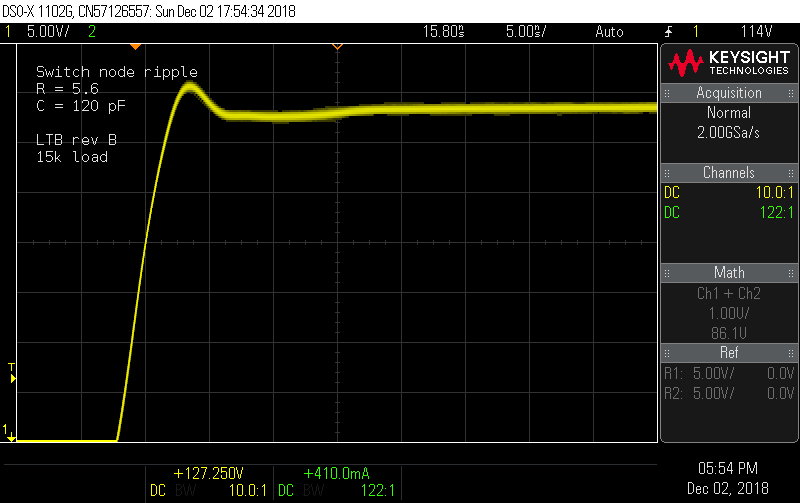 DSO-X 1102G, CN57126557: Sun Dec 02 17:54:34 2018
1 5.00V/ 2 15.80%s 5.00%s/ Auto 1 114V
KEYSIGHT
TECHNOLOGIES
Acquisition
Normal
2.00GSa/s
Channels
DC 10.0:1
DC 122:1
Math
Ch1 + Ch2
1.00V/
86.1V
Ref
R1: 5.00V/ 0.0V
R2: 5.00V/ 0.0V
Switch node ripple
R = 5.6
C = 120 pF
LTB rev B
15k load
T
1
+127.250V +410.0mA
DC BW 10.0:1 DC BW 122:1
05:54 PM
Dec 02, 2018